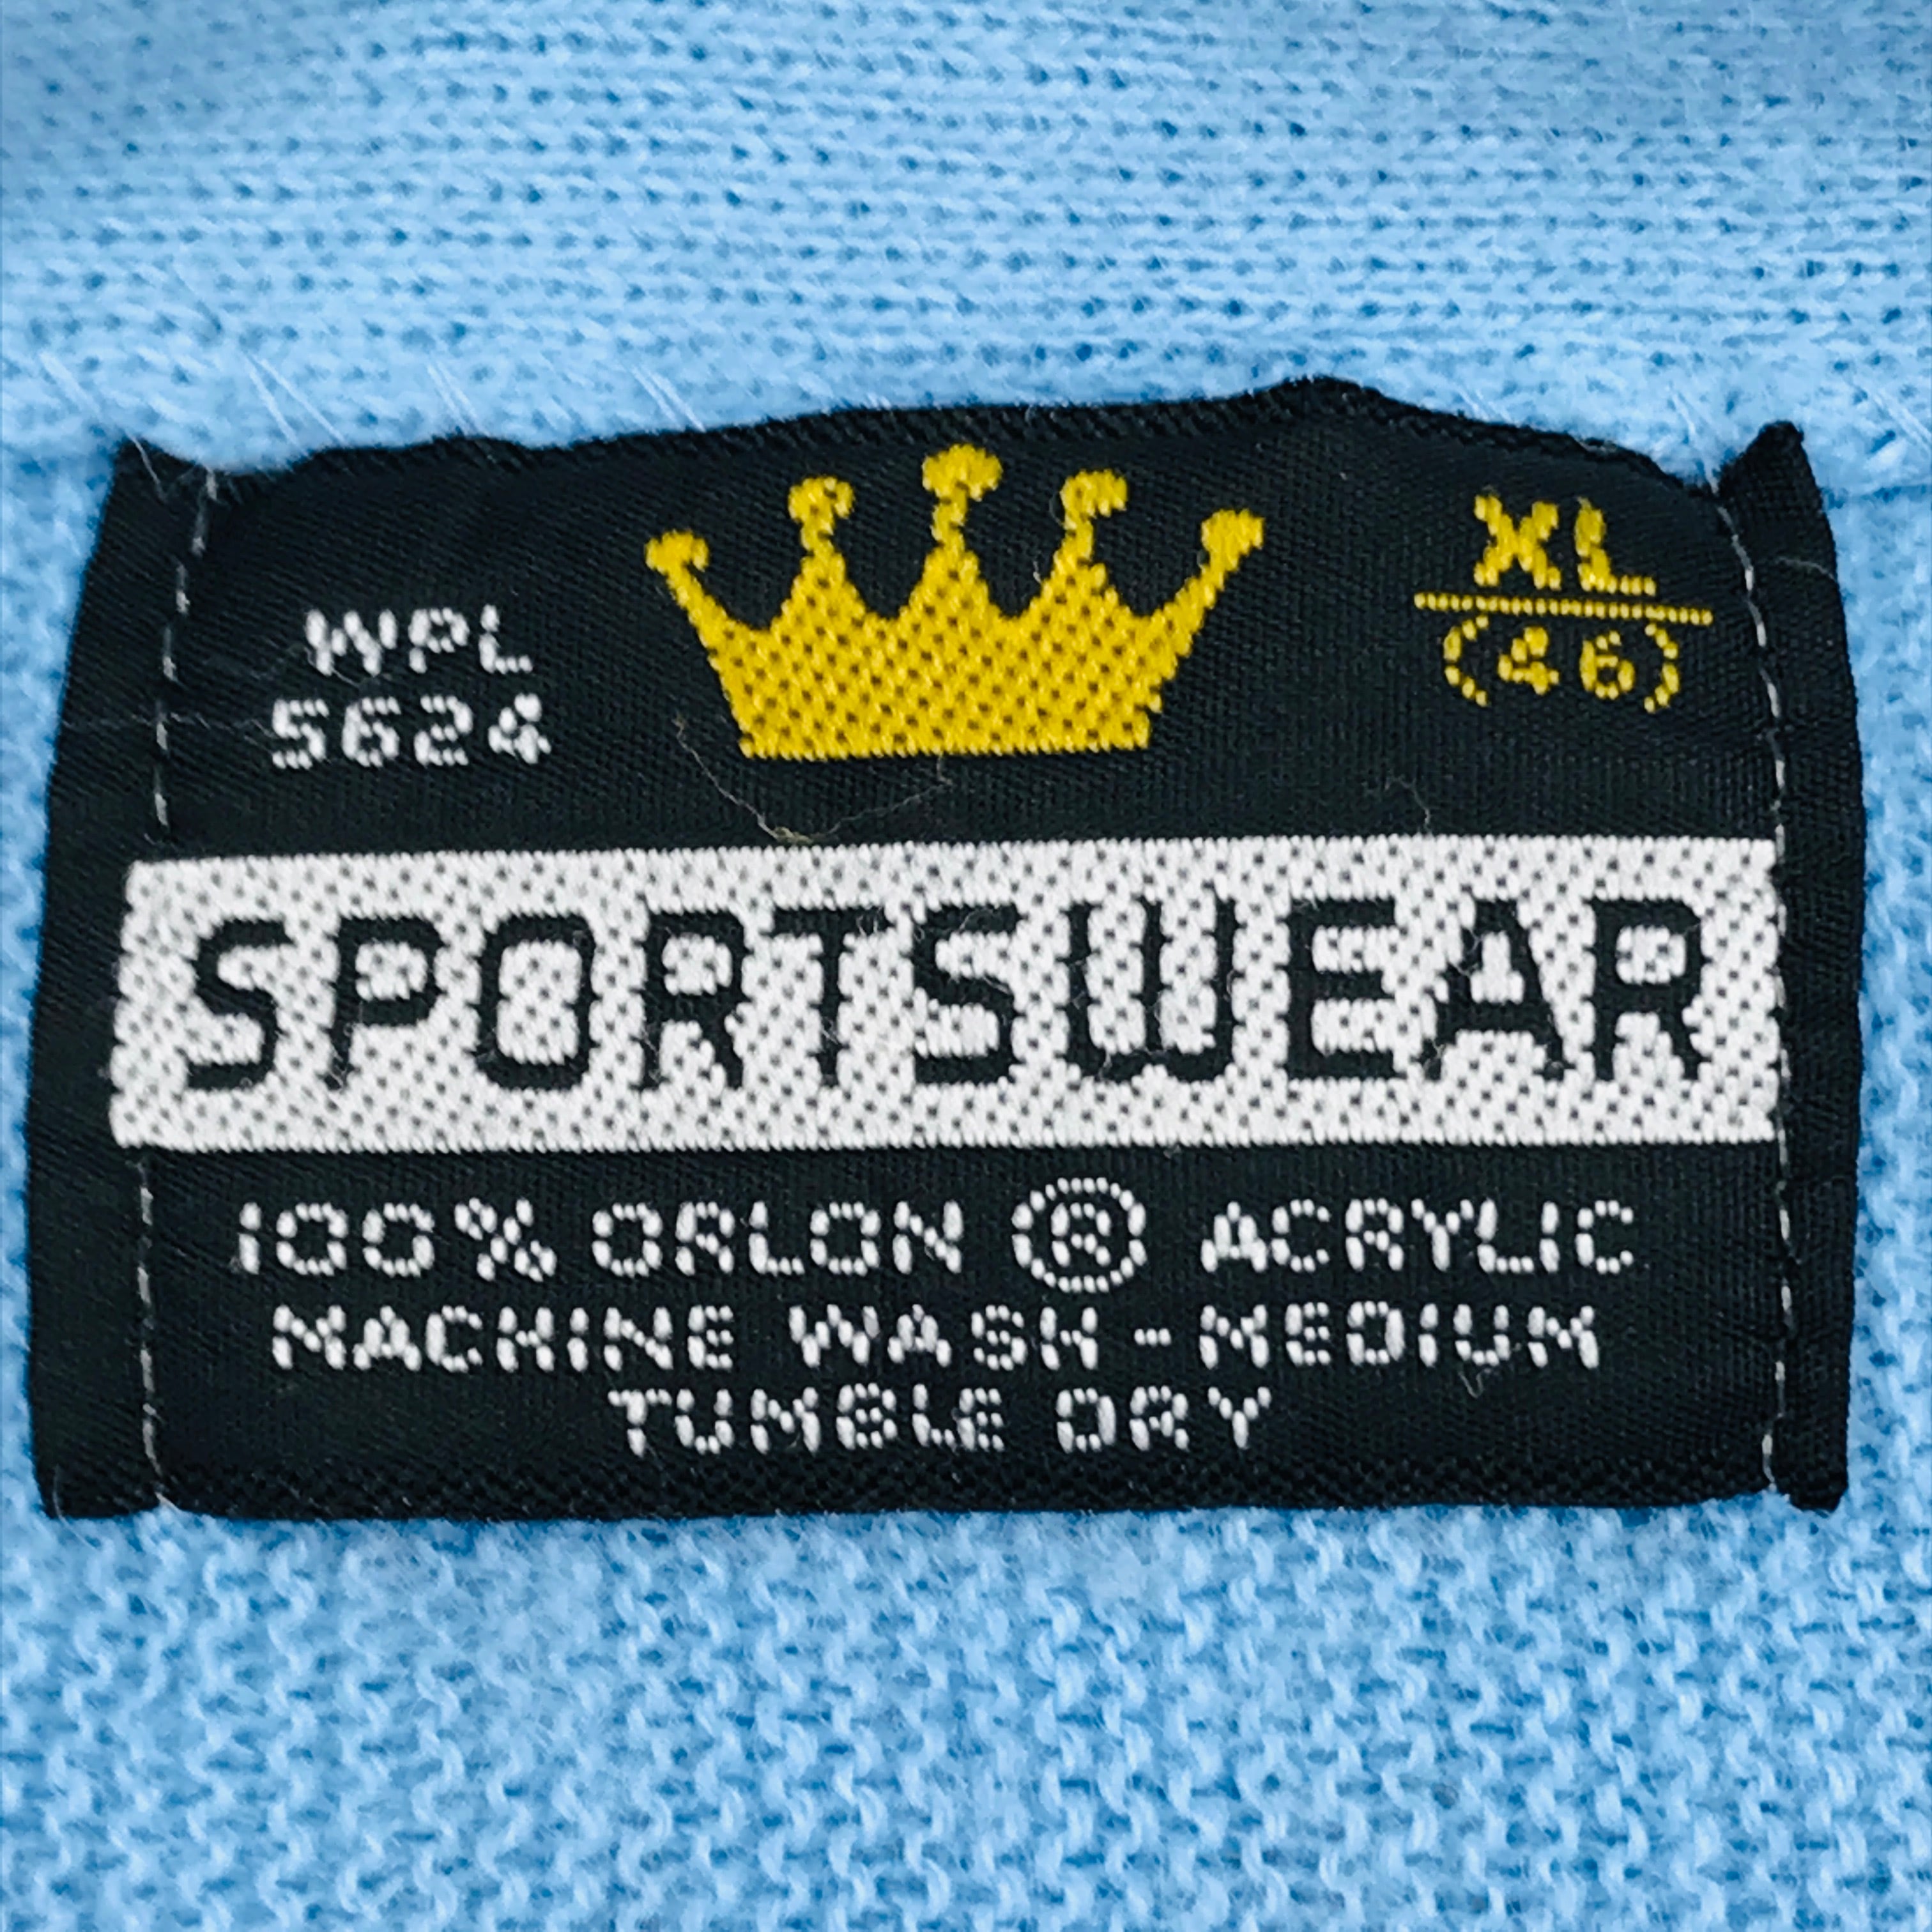 WPL
5624
XL
(46)
SPORTSWEAR
100% ORLON ® ACRYLIC
MACHINE WASH - MEDIUM
TUMBLE DRY